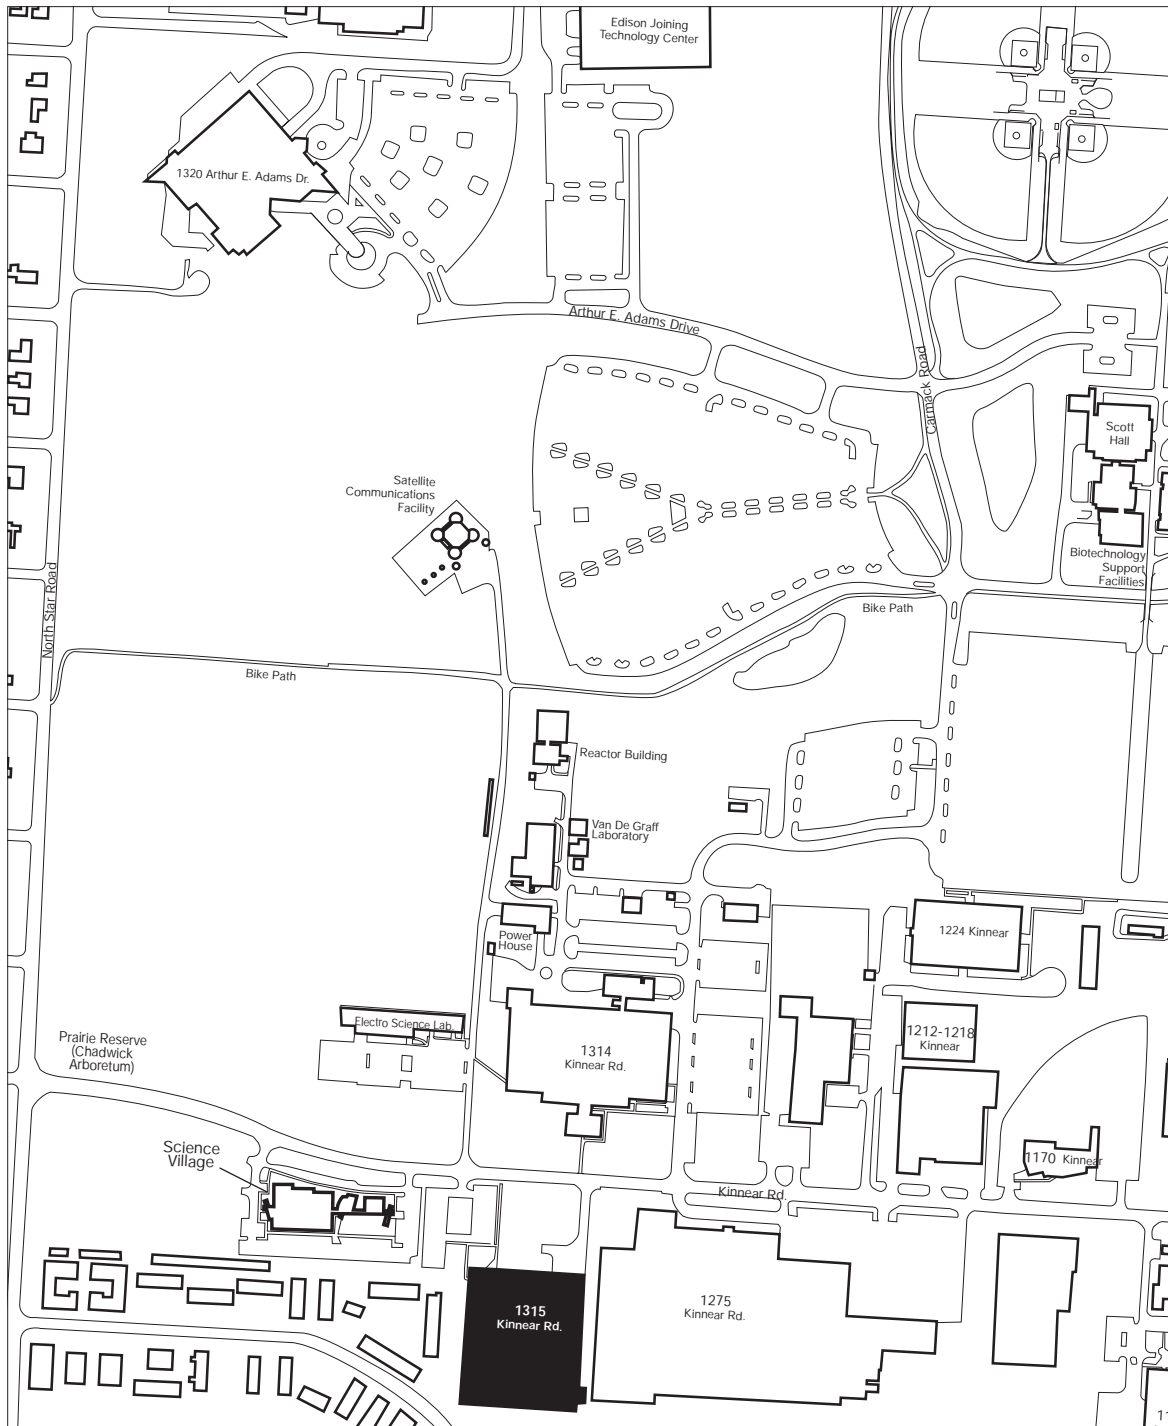 Edison Joining
Technology Center
1320 Arthur E. Adams Dr.
Arthur E. Adams Drive
Carmack Road
Scott
Hall
Satellite
Communications
Facility
Biotechnology
Support
Facilities
North Star Road
Bike Path
Bike Path
Reactor Building
Van De Graff
Laboratory
Power
House
1224 Kinnear
Electro Science Lab.
1212-1218
Kinnear
Prairie Reserve
(Chadwick
Arboretum)
1314
Kinnear Rd.
Science
Village
1170 Kinnear
Kinnear Rd.
1315
Kinnear Rd.
1275
Kinnear Rd.